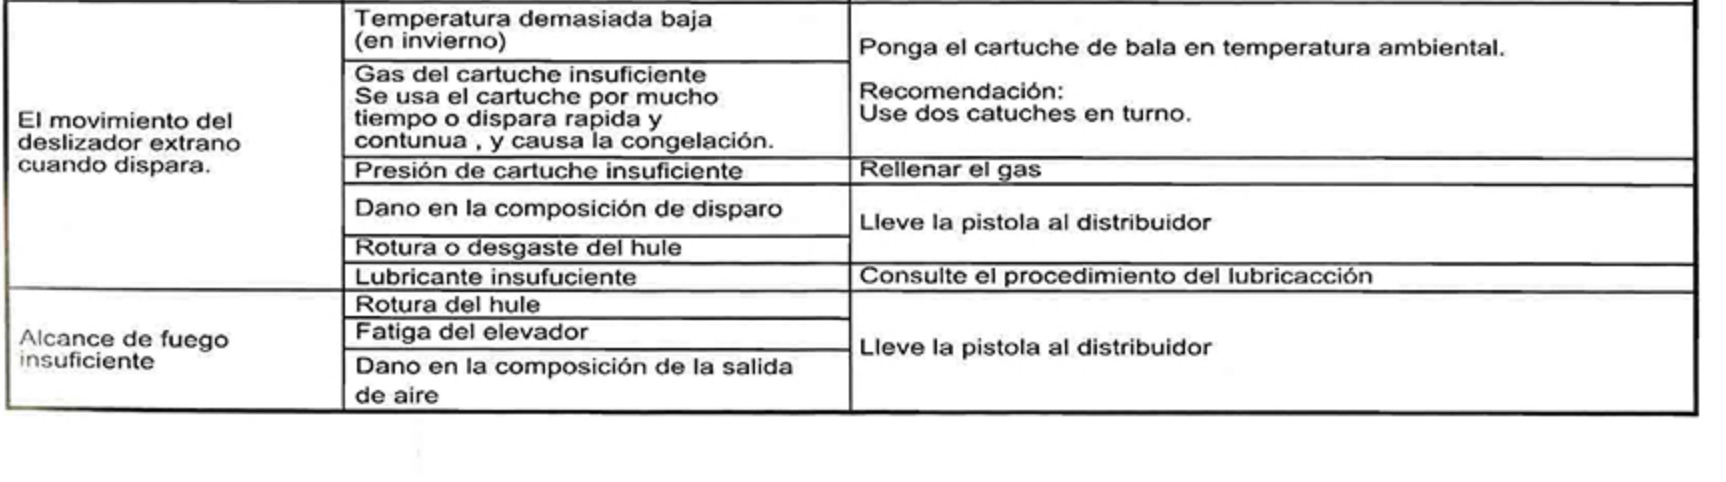 El movimiento del
deslizador extrano
cuando dispara.
Temperatura demasiada baja
(en invierno)
Gas del cartuche insuficiente
Se usa el cartuche por mucho
tiempo o dispara rapida y
contunua , y causa la congelación.
Ponga el cartuche de bala en temperatura ambiental.
Recomendación:
Use dos catuches en turno.
Presión de cartuche insuficiente
Rellenar el gas
Dano en la composición de disparo
Rotura o desgaste del hule
Lleve la pistola al distribuidor
Lubricante insufuciente
Consulte el procedimiento del lubricacción
Alcance de fuego
insuficiente
Rotura del hule
Fatiga del elevador
Dano en la composición de la salida
de aire
Lleve la pistola al distribuidor